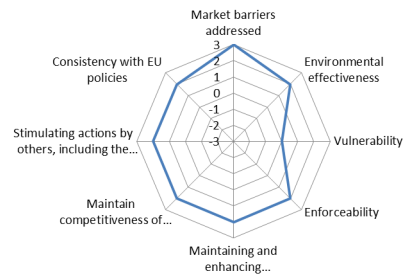 Market barriers
addressed
3
2
1
0
-1
-2
-3
Environmental
effectiveness
Vulnerability
Enforceability
Maintaining and
enhancing...
Maintain
competitiveness of...
Stimulating actions by
others, including the...
Consistency with EU
policies